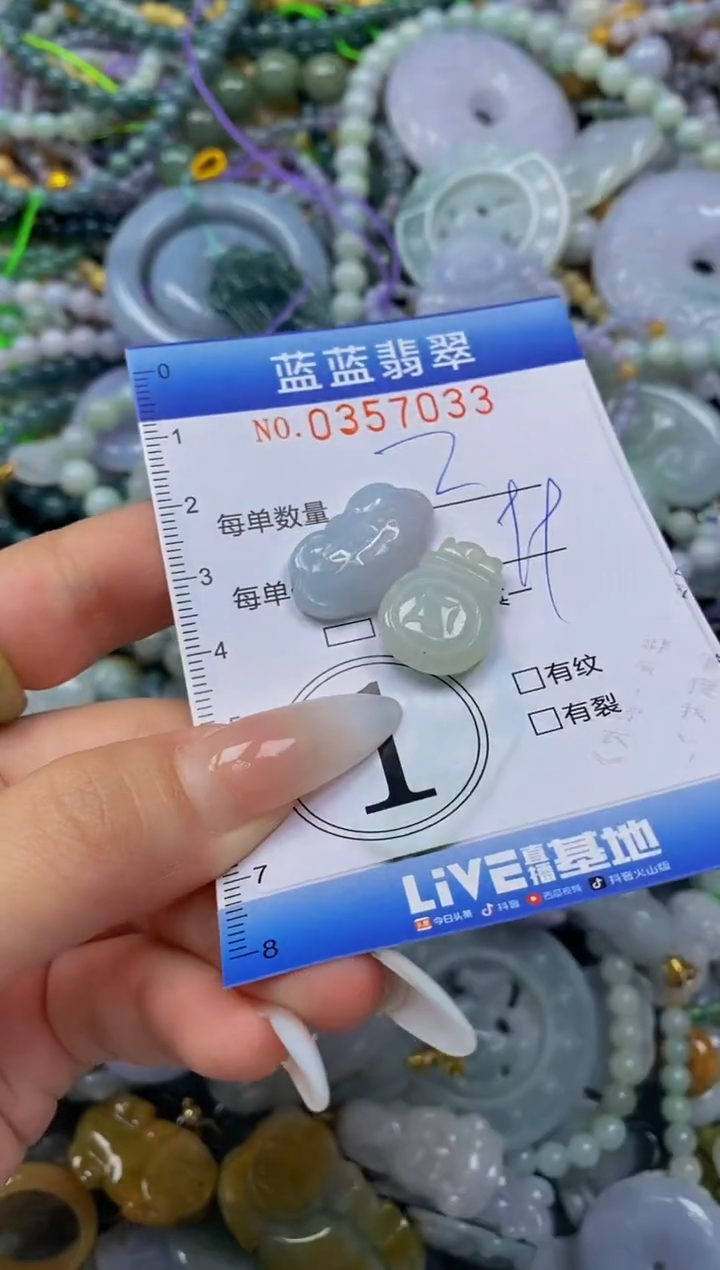 蓝蓝翡翠
NO.0357033
0
1
2
3
4
7
8
每单数量 2
每单
□有纹
□有裂
1
LiVE直播基地
今日头条 抖音 西瓜视频 抖音火山版